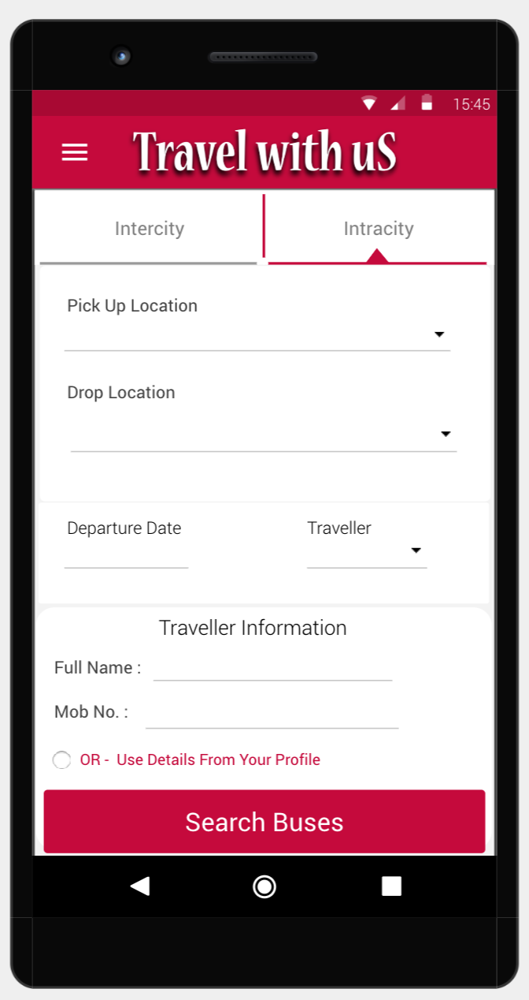 15:45
Travel with uS
Intercity Intracity
Pick Up Location
Drop Location
Departure Date Traveller
Traveller Information
Full Name :
Mob No. :
OR - Use Details From Your Profile
Search Buses